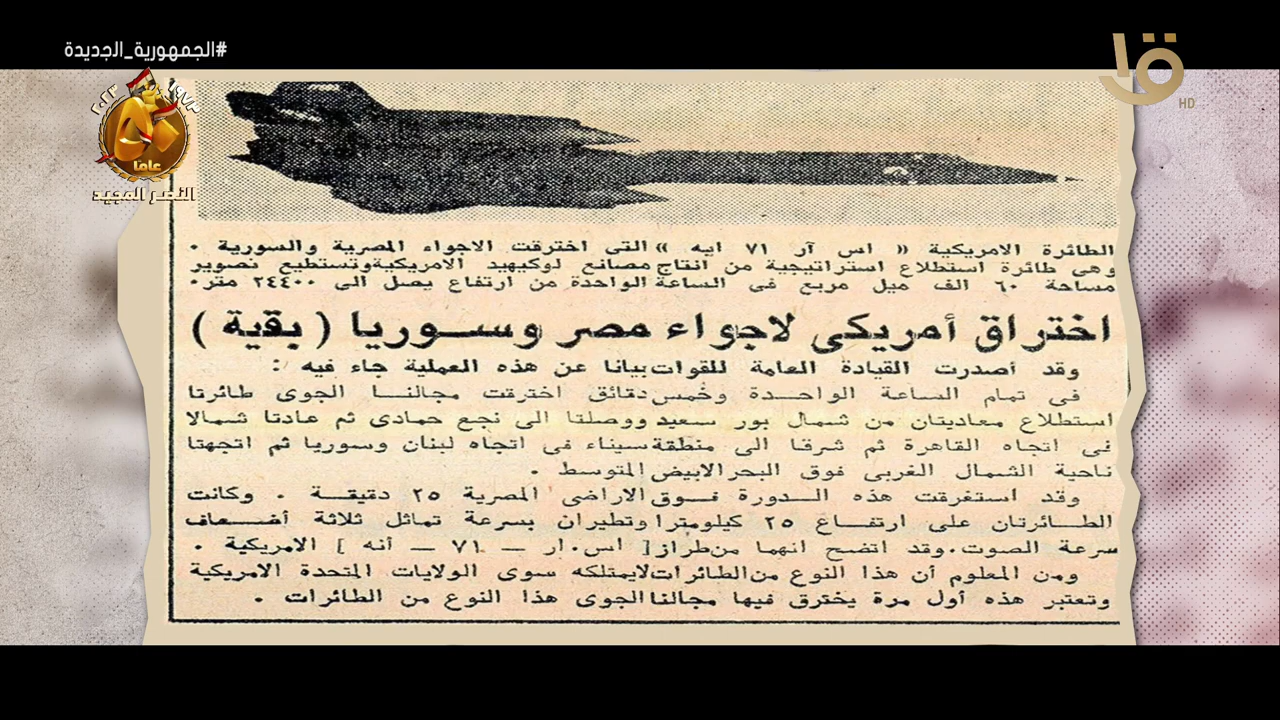 #الجمهورية_الجديدة
HD
١٩٧٣
٢٠٢٣
٥٠
عاما
النصر المجيد
الطائرة الامريكية « اس آر ٧١ ايه » التى اخترقت الاجواء المصرية والسورية .
وهى طائرة استطلاع استراتيجية من انتاج مصانع لوكهيد الامريكية وتستطيع تصوير
مساحة ٦٠ الف ميل مربع فى الساعة الواحدة من ارتفاع يصل الى ٢٤٤٠٠ متر .
اختراق أمريكى لاجواء مصر وسوريا ( بقية )
وقد أصدرت القيادة العامة للقوات بيانا عن هذه العملية جاء فيه :
فى تمام الساعة الواحدة وخمس دقائق اخترقت مجالنا الجوى طائرتا
استطلاع معاديتان من شمال بور سعيد ووصلتا الى نجع حمادى ثم عادتا شمالا
فى اتجاه القاهرة ثم شرقا الى منطقة سيناء فى اتجاه لبنان وسوريا ثم اتجهتا
ناحية الشمال الغربى فوق البحر الابيض المتوسط .
وقد استغرقت هذه الدورة فوق الاراضى المصرية ٢٥ دقيقة . وكانت
الطائرتان على ارتفاع ٢٥ كيلومترا وتطيران بسرعة تماثل ثلاثة أضعاف
سرعة الصوت . وقد اتضح انهما من طراز [ اس . ار — ٧١ — أنه ] الامريكية .
ومن المعلوم أن هذا النوع من الطائرات لايمتلكه سوى الولايات المتحدة الامريكية
وتعتبر هذه أول مرة يخترق فيها مجالنا الجوى هذا النوع من الطائرات .